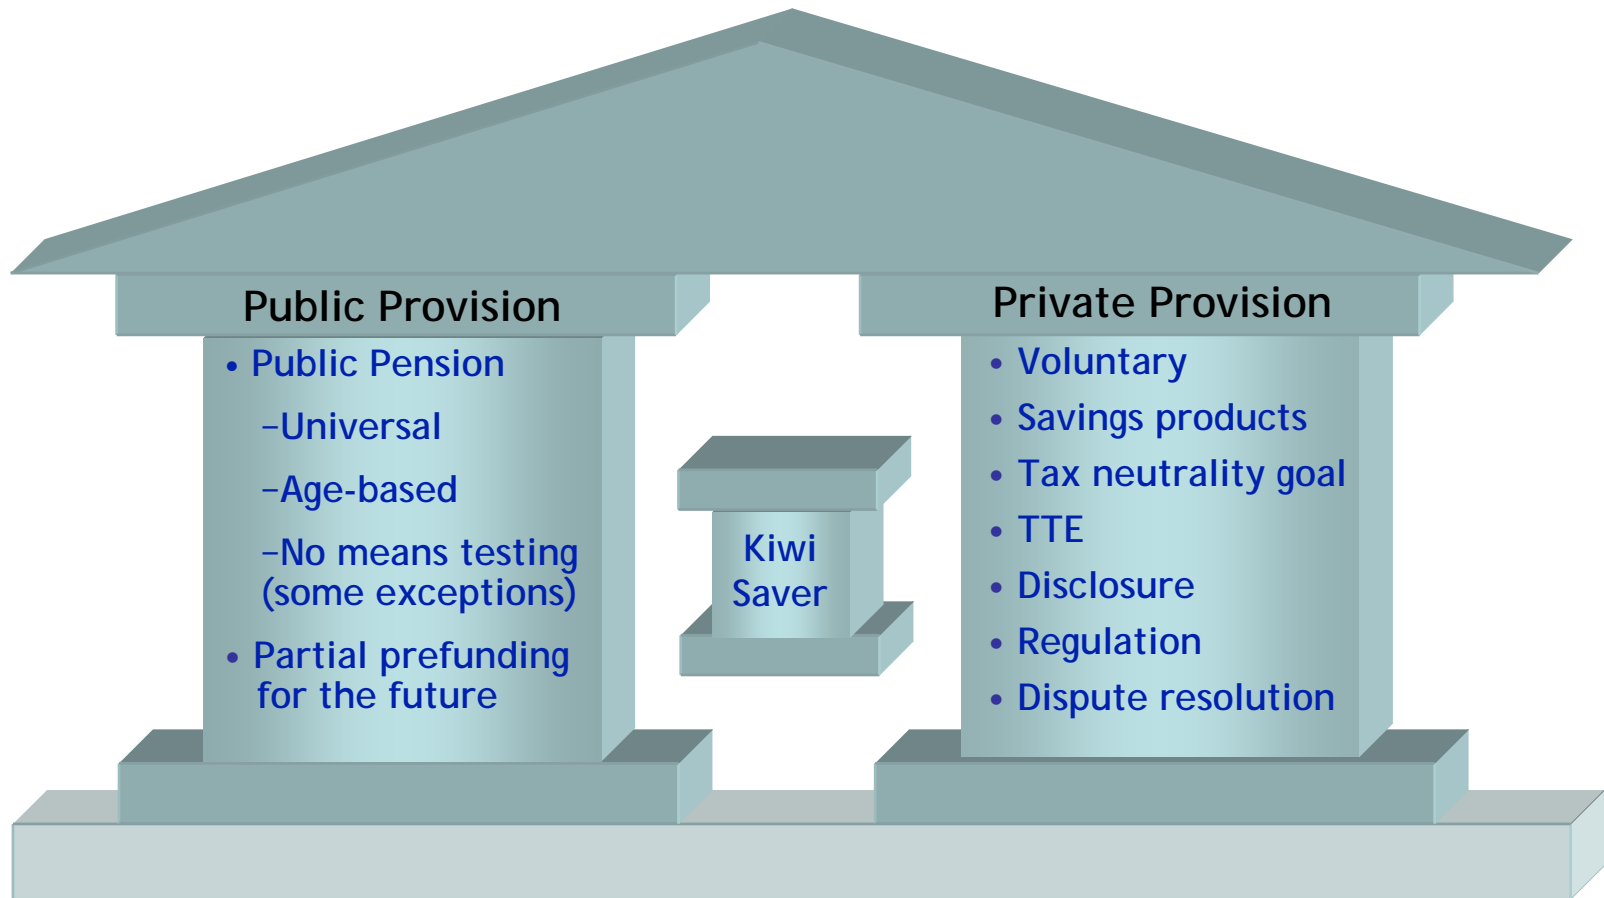 Public Provision
• Public Pension
–Universal
–Age-based
–No means testing
(some exceptions)
• Partial prefunding
for the future
Kiwi
Saver
Private Provision
• Voluntary
• Savings products
• Tax neutrality goal
• TTE
• Disclosure
• Regulation
• Dispute resolution